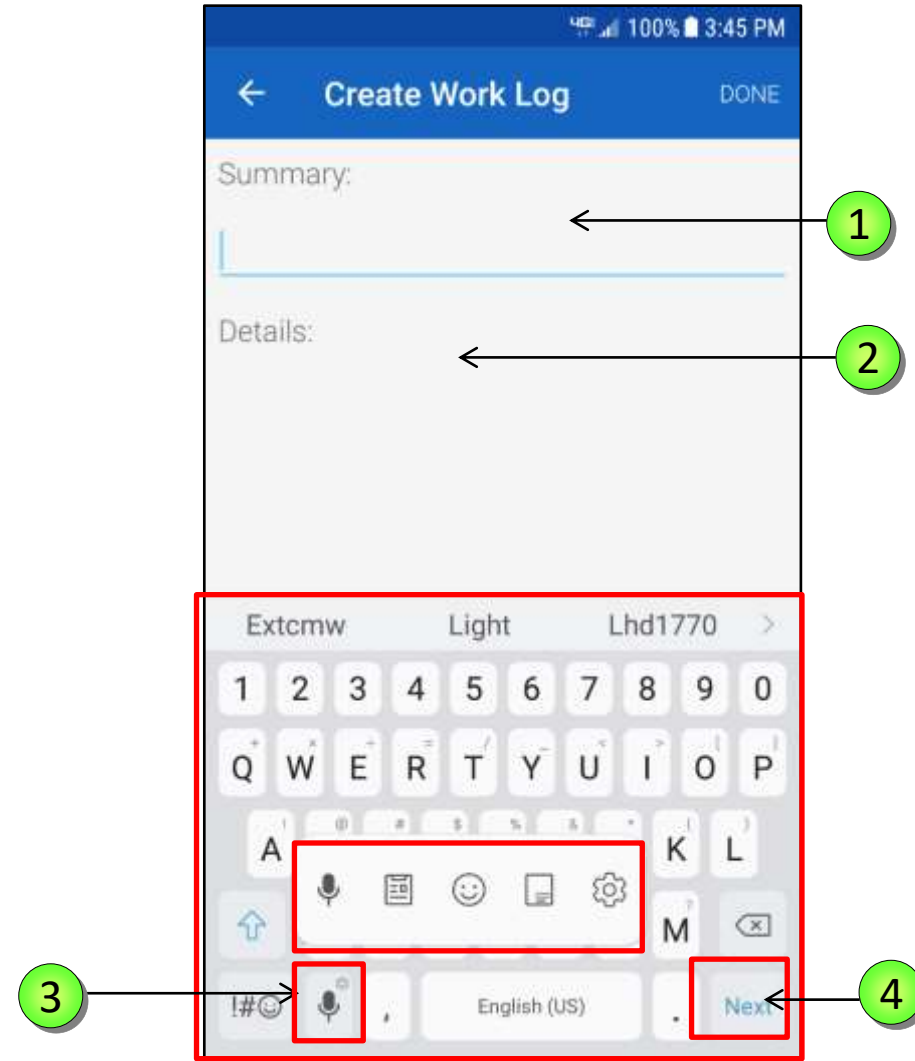 4G 100% 3:45 PM
Create Work Log DONE
Summary:
1
Details:
2
Extcmw Light Lhd1770 >
1 2 3 4 5 6 7 8 9 0
+ × ÷ = / _ < > [ ]
Q W E R T Y U I O P
! @ # $ % & * ( )
A K L
?
M
3
!#☺ , English (US) . Next
4